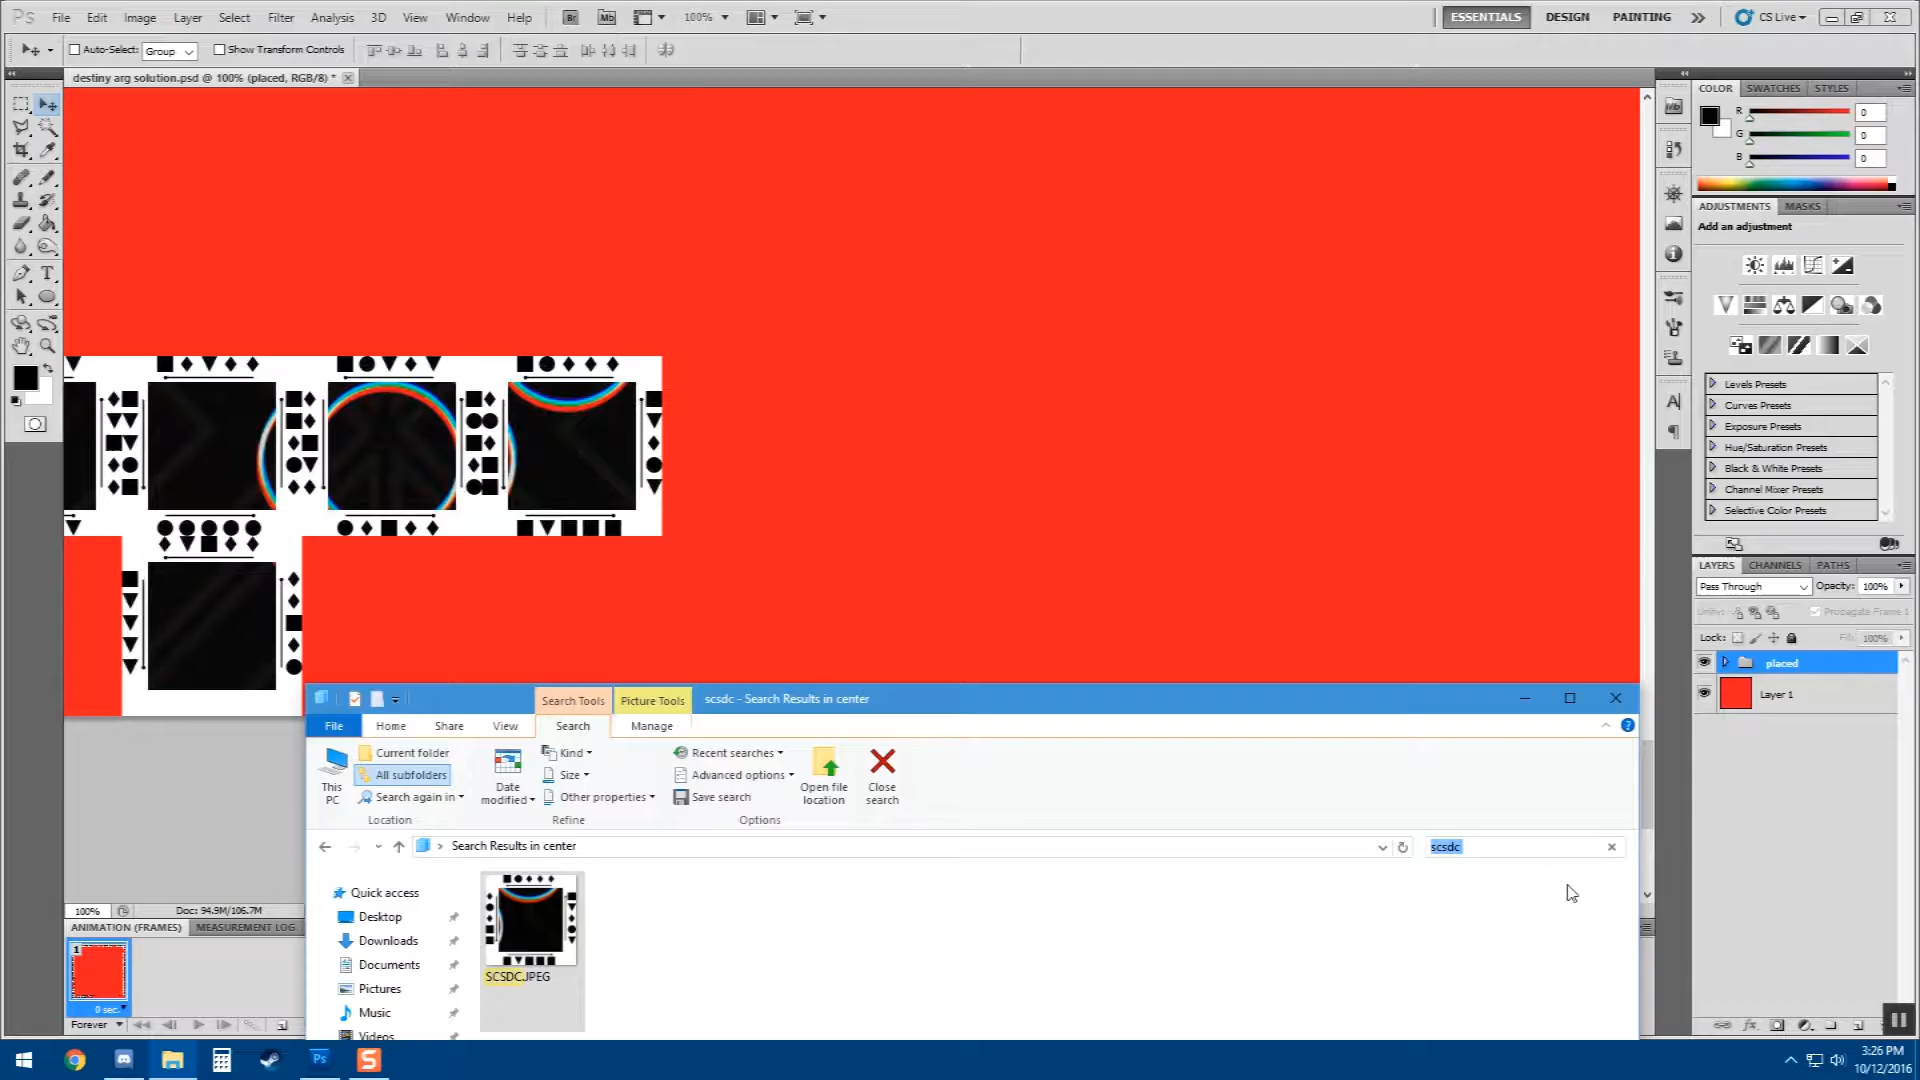 Ps File Edit Image Layer Select Filter Analysis 3D View Window Help Br Mb 100% ESSENTIALS DESIGN PAINTING CS Live
Auto-Select: Group Show Transform Controls
destiny arg solution.psd @ 100% (placed, RGB/8) *
COLOR SWATCHES STYLES
R 0
G 0
B 0
ADJUSTMENTS MASKS
Add an adjustment
Levels Presets
Curves Presets
Exposure Presets
Hue/Saturation Presets
Black & White Presets
Channel Mixer Presets
Selective Color Presets
LAYERS CHANNELS PATHS
Pass Through Opacity: 100%
Unify: Propagate Frame 1
Lock: Fill: 100%
placed
Layer 1
Search Tools Picture Tools scsdc - Search Results in center
File Home Share View Search Manage
This PC
Current folder
All subfolders
Search again in
Location
Date modified
Kind
Size
Other properties
Refine
Recent searches
Advanced options
Save search
Options
Open file location
Close search
Search Results in center
scsdc
Quick access
Desktop
Downloads
Documents
Pictures
Music
Videos
SCSDC.JPEG
100% Doc: 94.9M/106.7M
ANIMATION (FRAMES) MEASUREMENT LOG
1
0 sec.
Forever
Ps
S
3:26 PM
10/12/2016